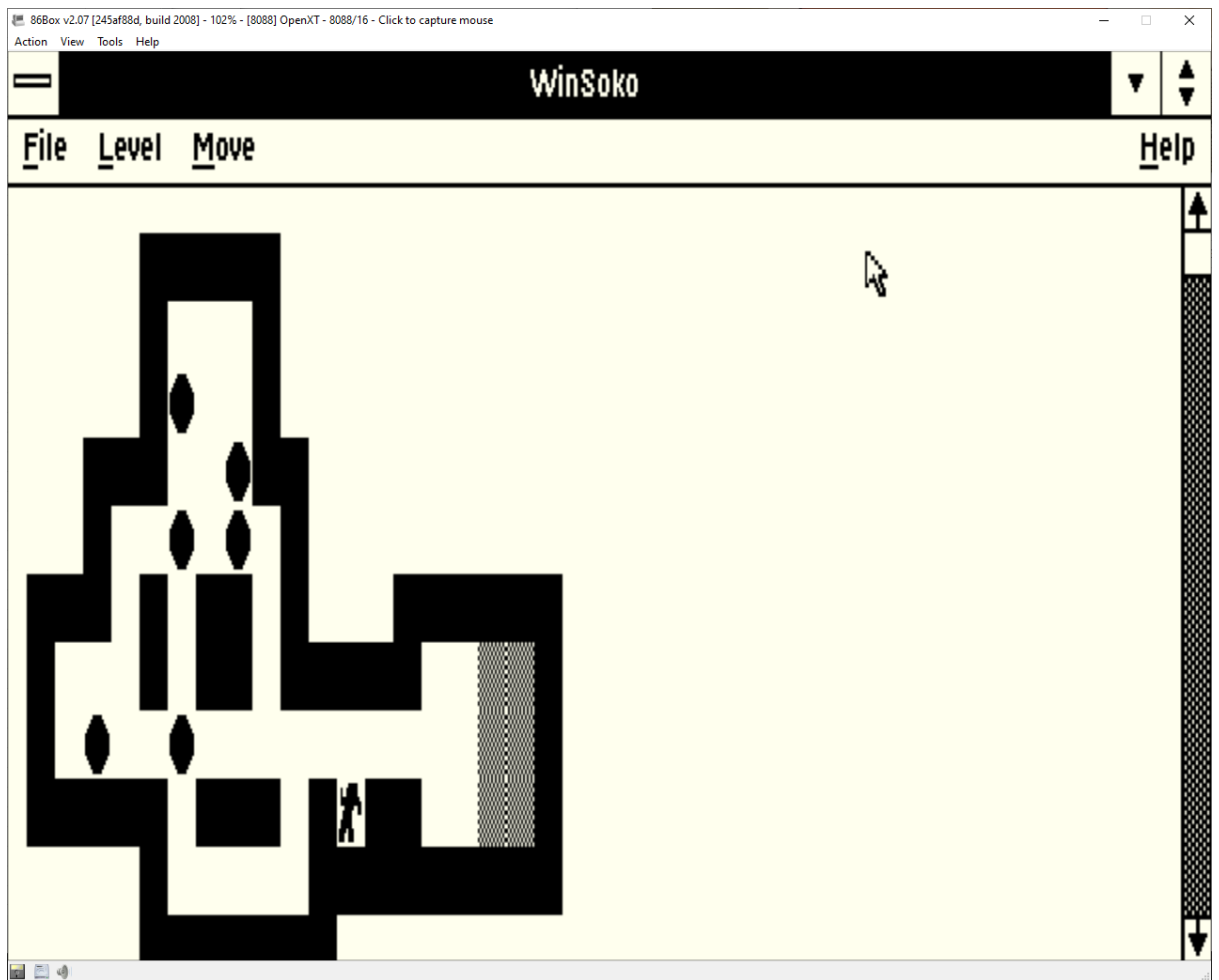 86Box v2.07 [245af88d, build 2008] - 102% - [8088] OpenXT - 8088/16 - Click to capture mouse
Action View Tools Help
WinSoko
File Level Move Help